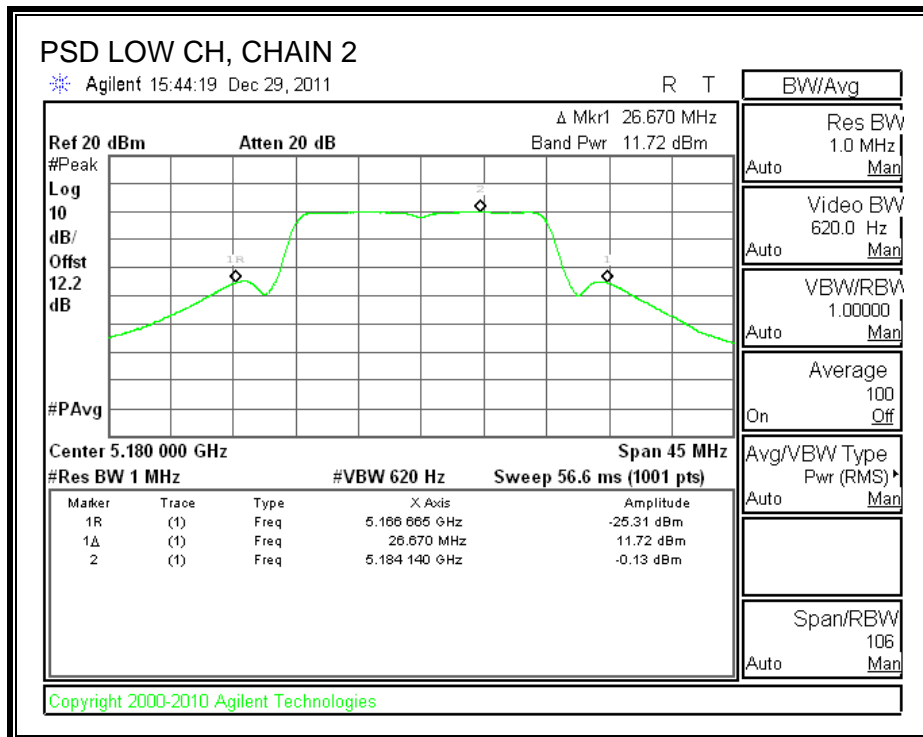 PSD LOW CH, CHAIN 2
Agilent 15:44:19 Dec 29, 2011 R T
Δ Mkr1 26.670 MHz
Ref 20 dBm Atten 20 dB Band Pwr 11.72 dBm
#Peak
Log
10
dB/
Offst
12.2
dB
#PAvg
2
1R
1
Center 5.180 000 GHz Span 45 MHz
#Res BW 1 MHz #VBW 620 Hz Sweep 56.6 ms (1001 pts)
Marker Trace Type X Axis Amplitude
1R (1) Freq 5.166 665 GHz -25.31 dBm
1Δ (1) Freq 26.670 MHz 11.72 dBm
2 (1) Freq 5.184 140 GHz -0.13 dBm
BW/Avg
Res BW
1.0 MHz
Auto Man
Video BW
620.0 Hz
Auto Man
VBW/RBW
1.00000
Auto Man
Average
100
On Off
Avg/VBW Type
Pwr (RMS)
Auto Man
Span/RBW
106
Auto Man
Copyright 2000-2010 Agilent Technologies